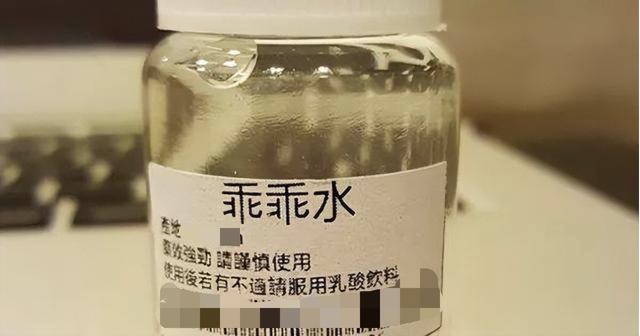 乖乖水
產地
藥效強勁 請謹慎使用
使用後若有不適請服用乳酸飲料